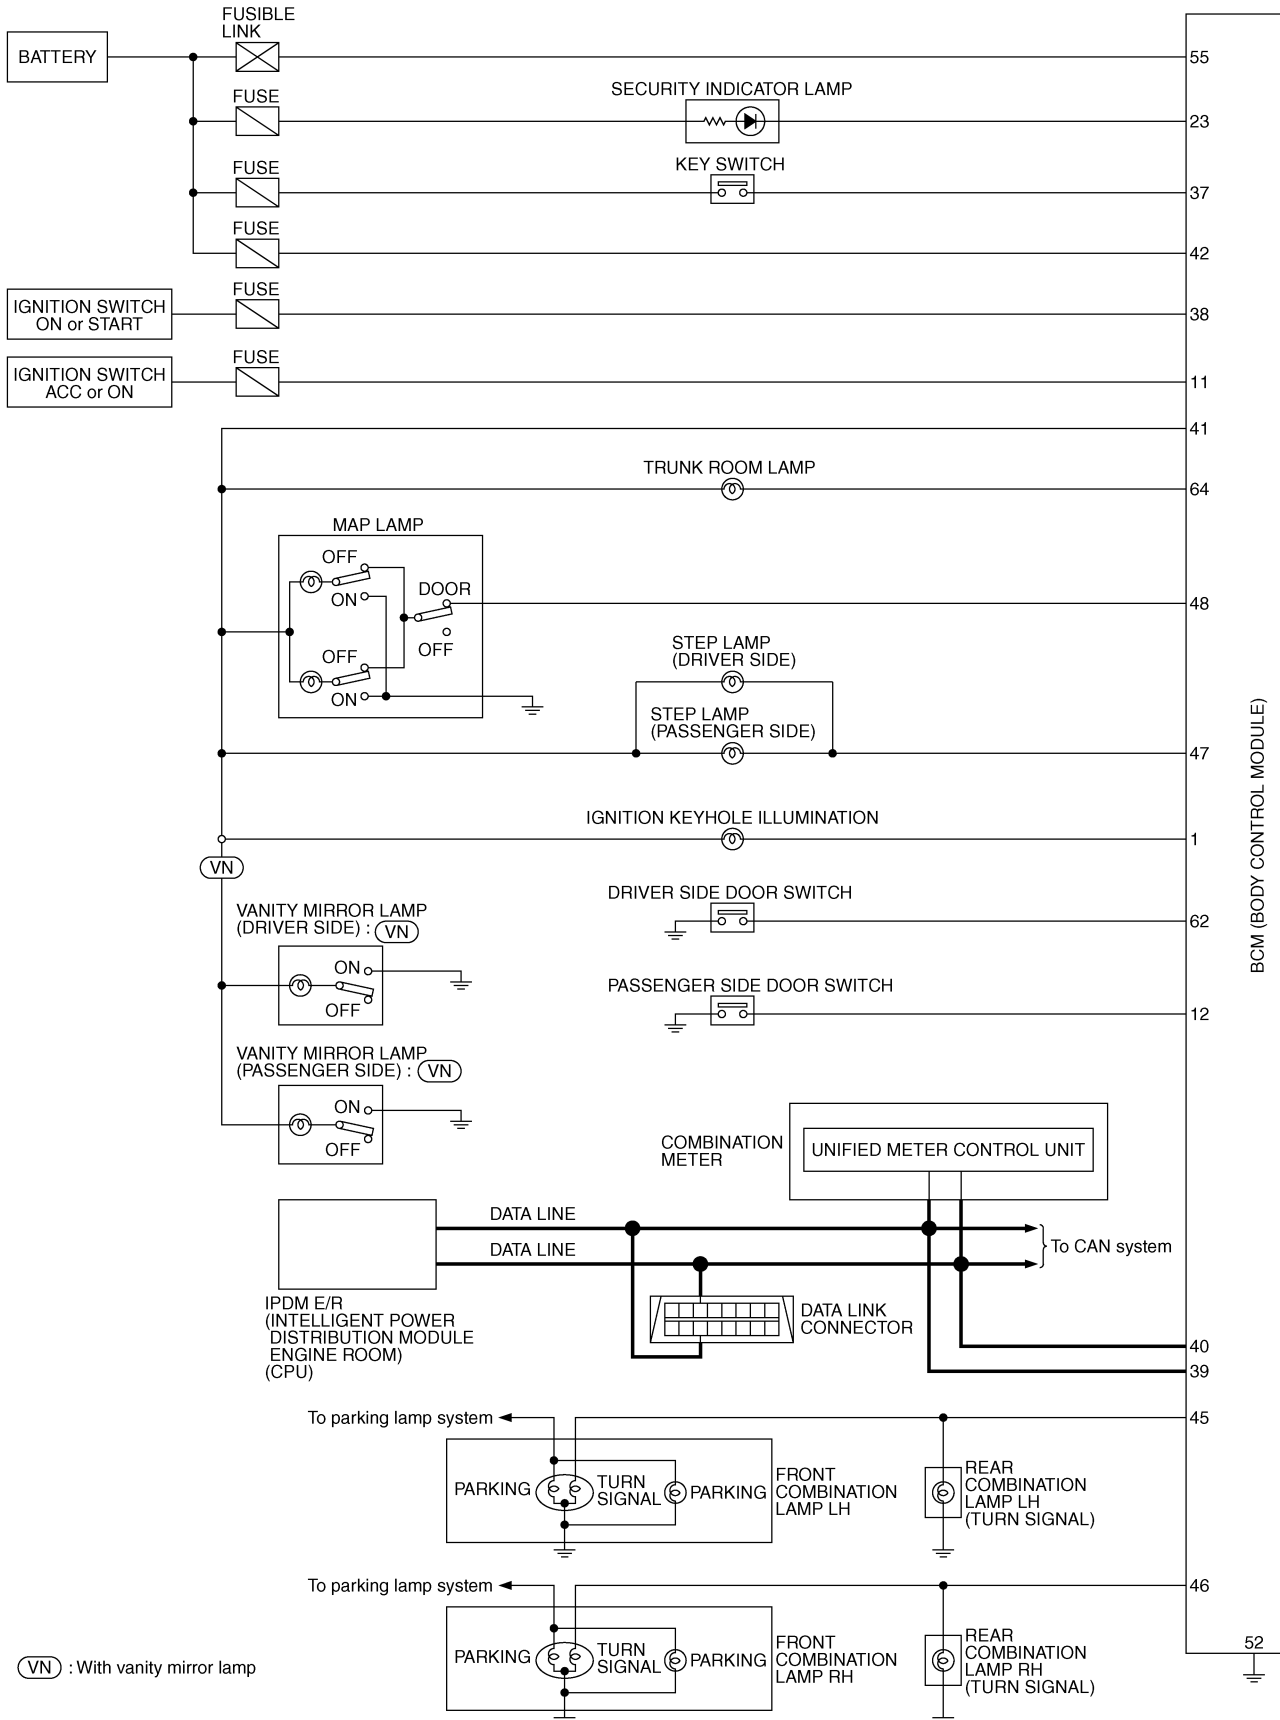 FUSIBLE
LINK
BATTERY
55
FUSE
SECURITY INDICATOR LAMP
23
FUSE
KEY SWITCH
37
FUSE
42
FUSE
IGNITION SWITCH
ON or START
38
FUSE
IGNITION SWITCH
ACC or ON
11
41
TRUNK ROOM LAMP
64
MAP LAMP
OFF
ON
DOOR
OFF
48
OFF
ON
STEP LAMP
(DRIVER SIDE)
STEP LAMP
(PASSENGER SIDE)
47
IGNITION KEYHOLE ILLUMINATION
1
VN
BCM (BODY CONTROL MODULE)
VANITY MIRROR LAMP
(DRIVER SIDE) : VN
ON
OFF
DRIVER SIDE DOOR SWITCH
62
PASSENGER SIDE DOOR SWITCH
12
VANITY MIRROR LAMP
(PASSENGER SIDE) : VN
ON
OFF
COMBINATION
METER
UNIFIED METER CONTROL UNIT
DATA LINE
DATA LINE
To CAN system
IPDM E/R
(INTELLIGENT POWER
DISTRIBUTION MODULE
ENGINE ROOM)
(CPU)
DATA LINK
CONNECTOR
40
39
To parking lamp system
45
PARKING
TURN
SIGNAL
PARKING
FRONT
COMBINATION
LAMP LH
REAR
COMBINATION
LAMP LH
(TURN SIGNAL)
To parking lamp system
46
PARKING
TURN
SIGNAL
PARKING
FRONT
COMBINATION
LAMP RH
REAR
COMBINATION
LAMP RH
(TURN SIGNAL)
52
VN : With vanity mirror lamp